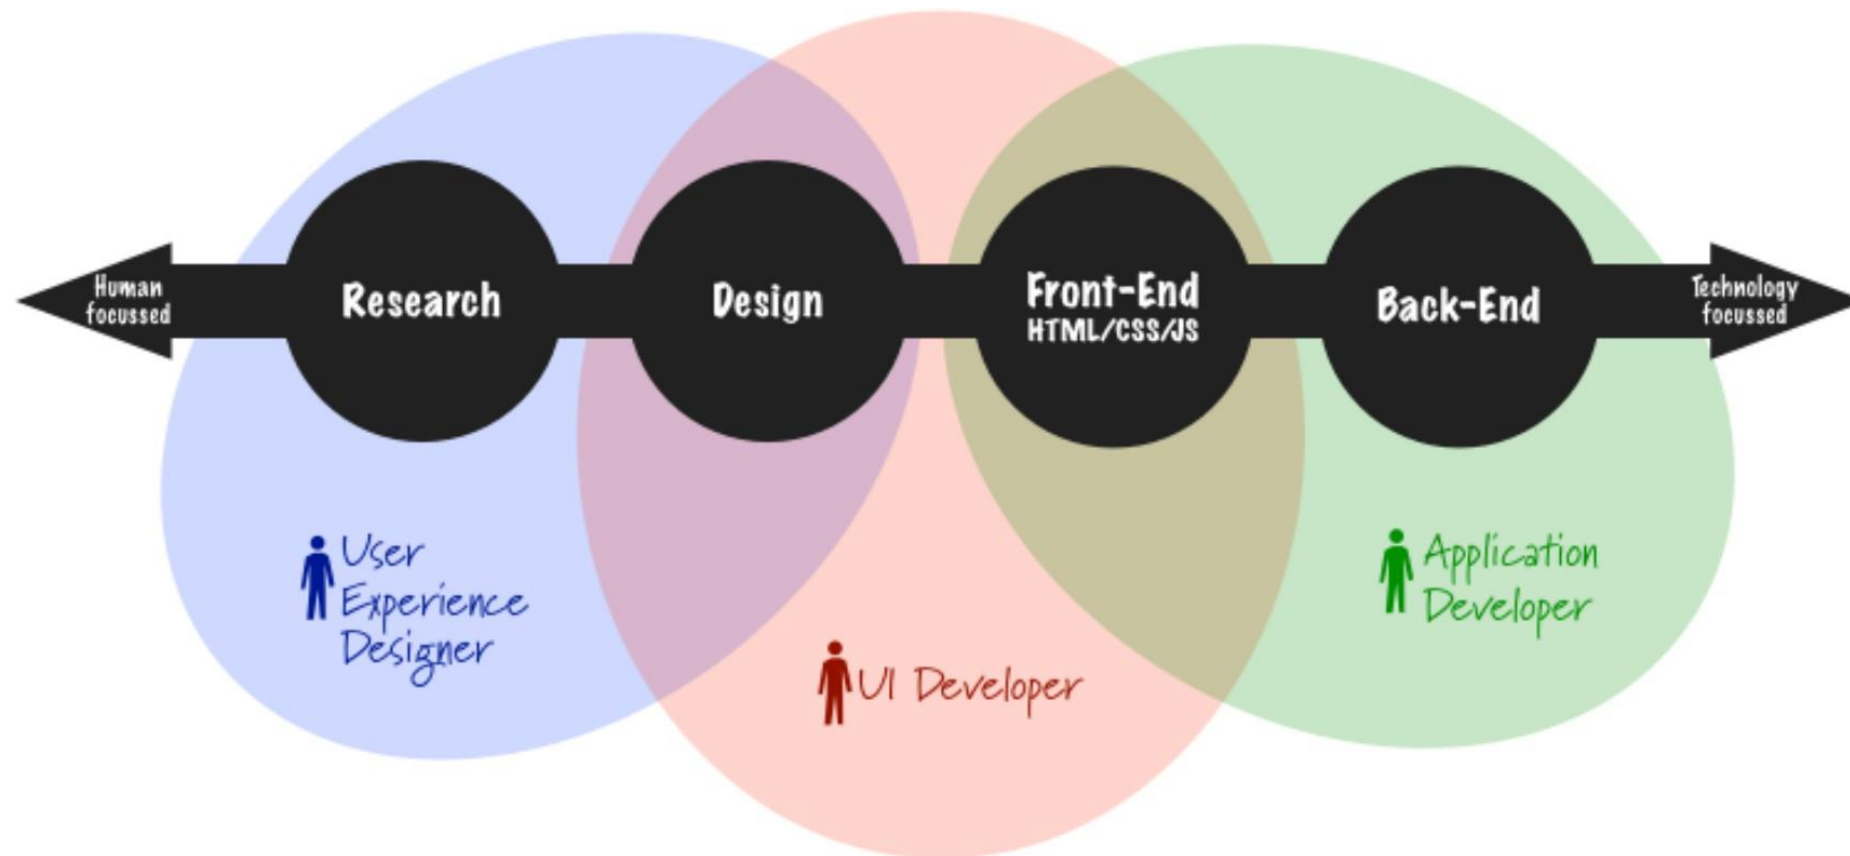 Human
focussed
Research
Design
Front-End
HTML/CSS/JS
Back-End
Technology
focussed
User
Experience
Designer
UI Developer
Application
Developer